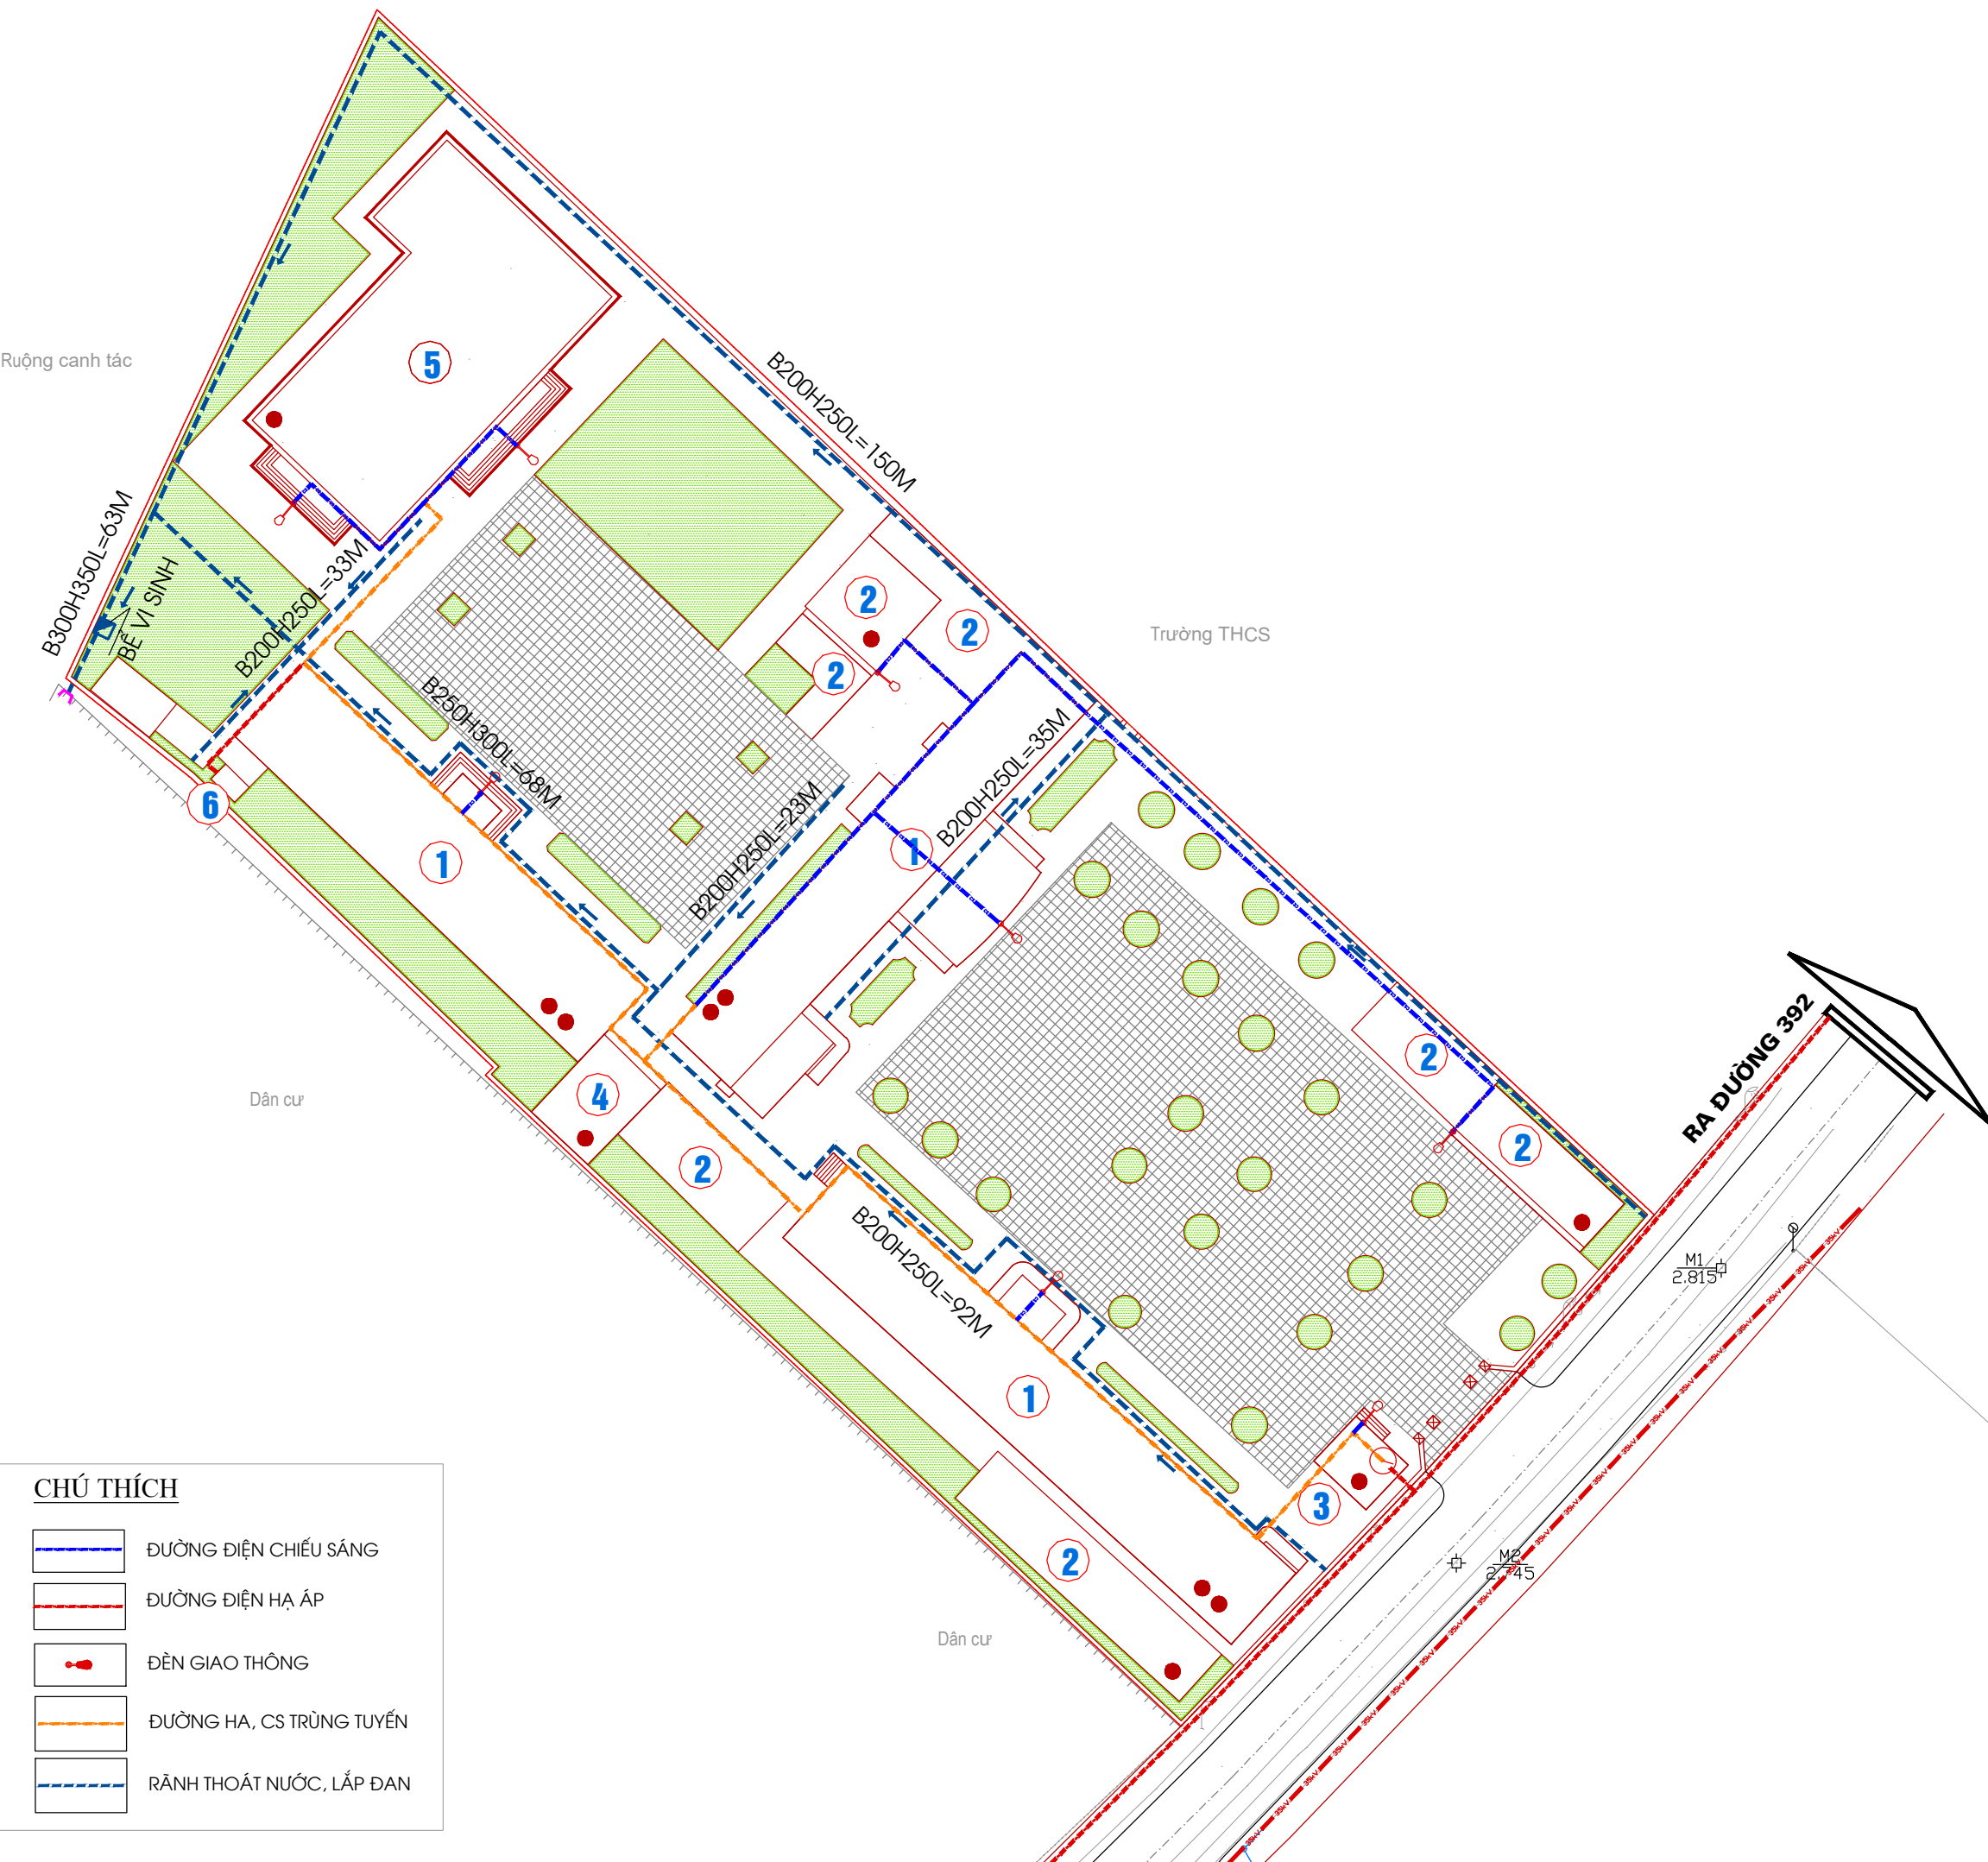 Ruộng canh tác
5
B200H250L=150M
B300H350L=63M
BỂ VI SINH
B200H250L=33M
2
2
2
Trường THCS
B250H300L=68M
B200H250L=35M
B200H250L=23M
6
1
1
RA ĐƯỜNG 392
2
Dân cư
4
2
2
B200H250L=92M
M1
2.815
35kV
1
3
2
M2
2.745
Dân cư
CHÚ THÍCH
ĐƯỜNG ĐIỆN CHIẾU SÁNG
ĐƯỜNG ĐIỆN HẠ ÁP
ĐÈN GIAO THÔNG
ĐƯỜNG HA, CS TRÙNG TUYẾN
RÃNH THOÁT NƯỚC, LẮP ĐAN